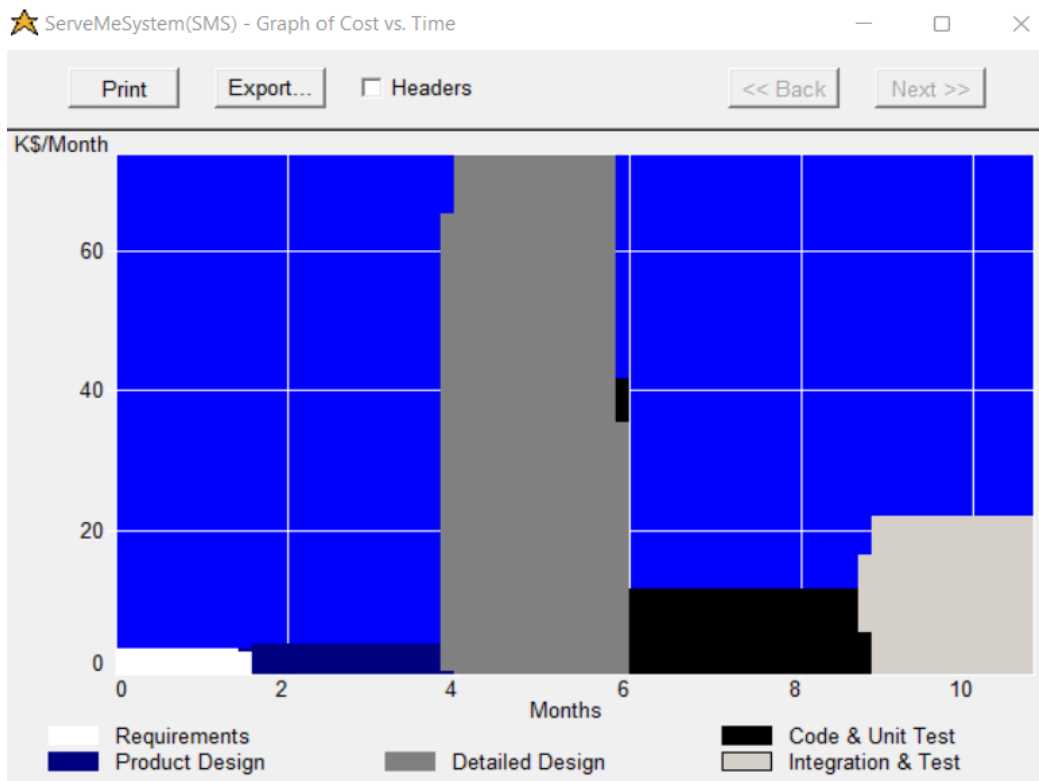 ServeMeSystem(SMS) - Graph of Cost vs. Time
Print Export... Headers << Back Next >>
K$/Month
60
40
20
0
0 2 4 6 8 10
Months
Requirements Code & Unit Test
Product Design Detailed Design Integration & Test